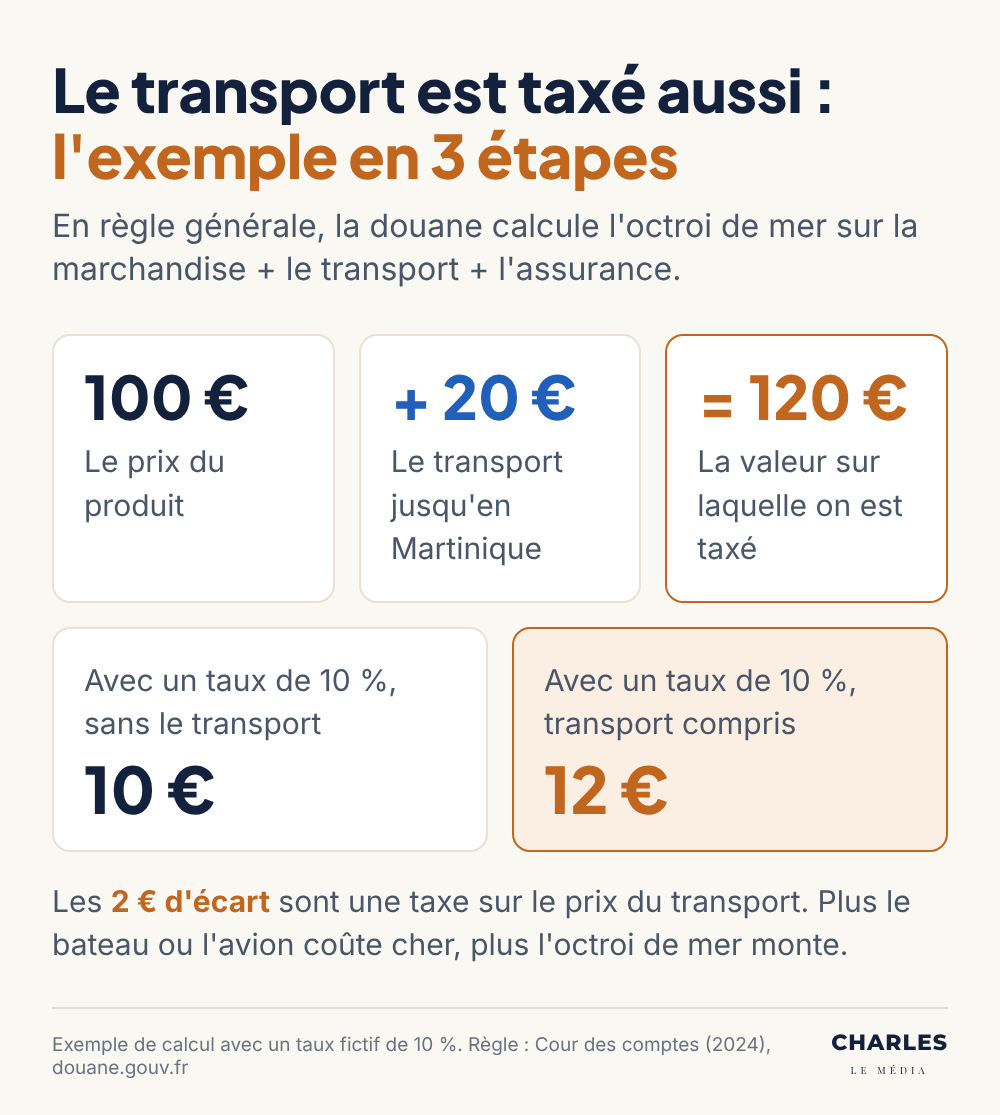 Le transport est taxé aussi :
l'exemple en 3 étapes
En règle générale, la douane calcule l'octroi de mer sur la
marchandise + le transport + l'assurance.
100 €
Le prix du
produit
+ 20 €
Le transport
jusqu'en
Martinique
= 120 €
La valeur sur
laquelle on est
taxé
Avec un taux de 10 %,
sans le transport
10 €
Avec un taux de 10 %,
transport compris
12 €
Les 2 € d'écart sont une taxe sur le prix du transport. Plus le
bateau ou l'avion coûte cher, plus l'octroi de mer monte.
Exemple de calcul avec un taux fictif de 10 %. Règle : Cour des comptes (2024),
douane.gouv.fr
CHARLES
LE MÉDIA